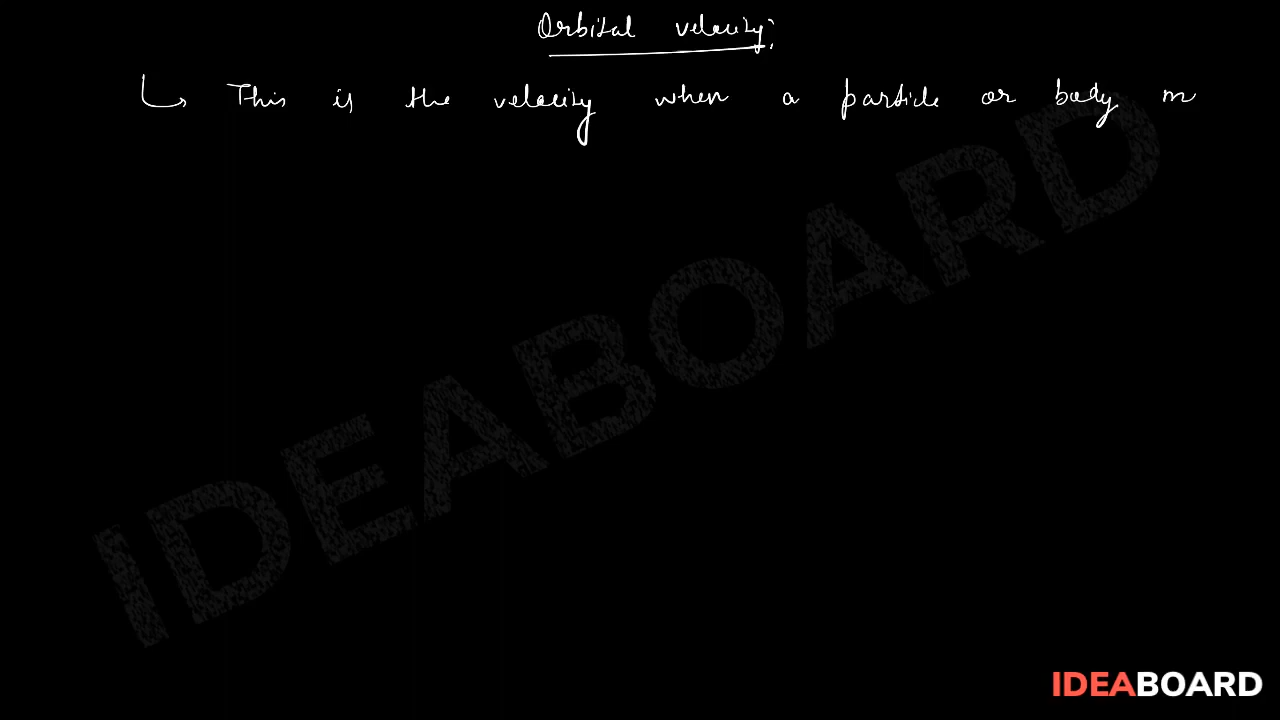 Orbital velocity:
↳ This is the velocity when a particle or body m
IDEABOARD
IDEABOARD